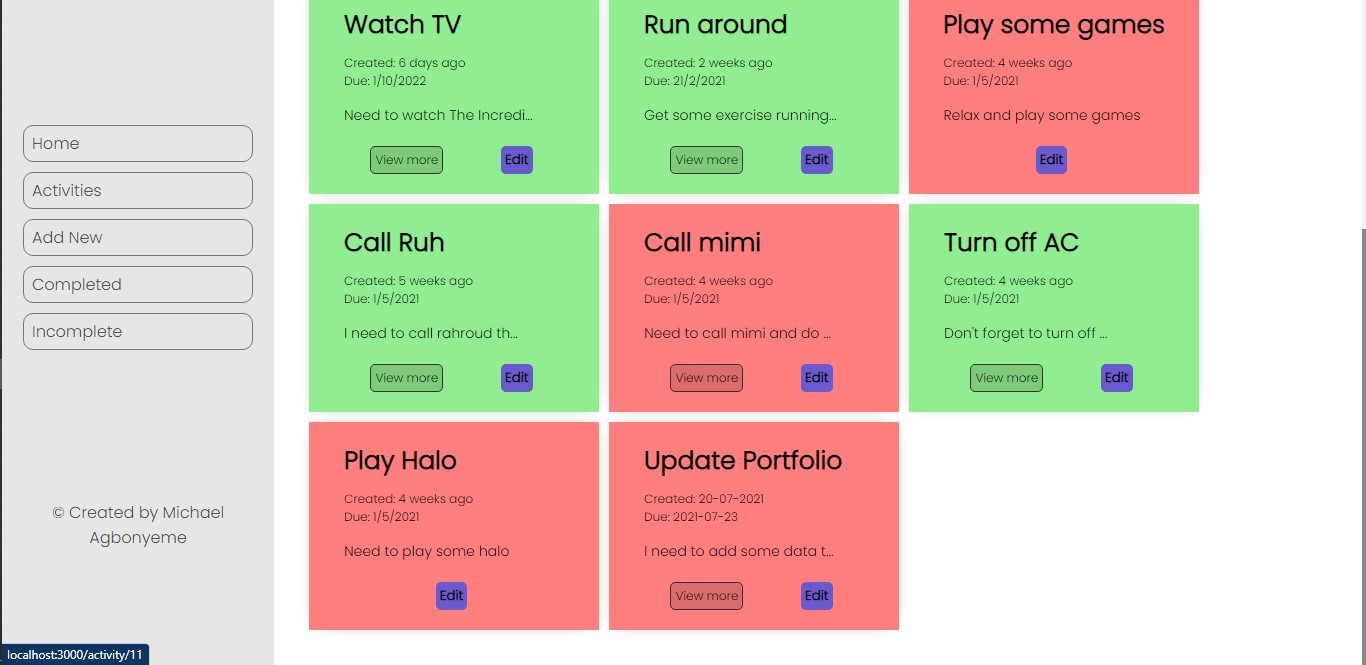 Home
Activities
Add New
Completed
Incomplete
© Created by Michael
Agbonyeme
Watch TV
Created: 6 days ago
Due: 1/10/2022
Need to watch The Incredi...
View more
Edit
Run around
Created: 2 weeks ago
Due: 21/2/2021
Get some exercise running...
View more
Edit
Play some games
Created: 4 weeks ago
Due: 1/5/2021
Relax and play some games
Edit
Call Ruh
Created: 5 weeks ago
Due: 1/5/2021
I need to call rahroud th...
View more
Edit
Call mimi
Created: 4 weeks ago
Due: 1/5/2021
Need to call mimi and do ...
View more
Edit
Turn off AC
Created: 4 weeks ago
Due: 1/5/2021
Don't forget to turn off ...
View more
Edit
Play Halo
Created: 4 weeks ago
Due: 1/5/2021
Need to play some halo
Edit
Update Portfolio
Created: 20-07-2021
Due: 2021-07-23
I need to add some data t...
View more
Edit
localhost:3000/activity/11